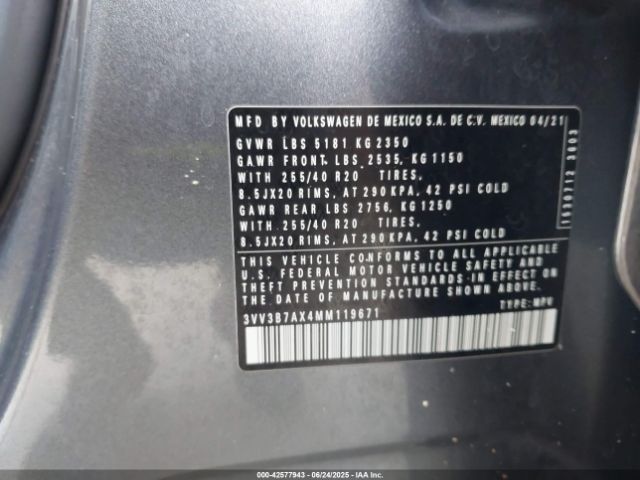 MFD BY VOLKSWAGEN DE MEXICO S.A. DE C.V. MEXICO 04/21
GVWR LBS 5181 KG 2350
GAWR FRONT LBS 2535, KG 1150
WITH 255/40 R20 TIRES,
8.5JX20 RIMS, AT 290 KPA, 42 PSI COLD
GAWR REAR LBS 2756, KG 1250
WITH 255/40 R20 TIRES,
8.5JX20 RIMS, AT 290 KPA, 42 PSI COLD
THIS VEHICLE CONFORMS TO ALL APPLICABLE
U.S. FEDERAL MOTOR VEHICLE SAFETY AND
THEFT PREVENTION STANDARDS IN EFFECT ON
THE DATE OF MANUFACTURE SHOWN ABOVE.
3VV3B7AX4MM119671
TYPE: MPV
1630712 3003
000-42577943 - 06/24/2025 - IAA Inc.